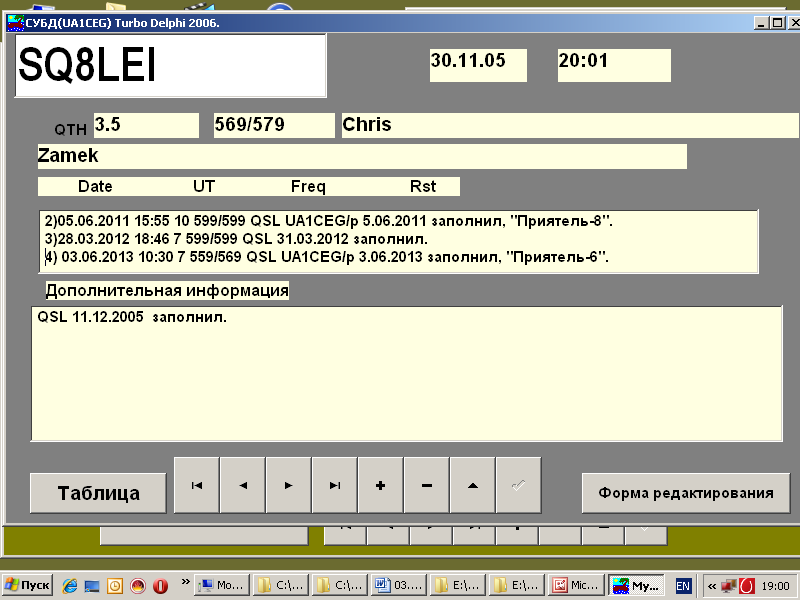 СУБД(UA1CEG) Turbo Delphi 2006.
SQ8LEI
30.11.05 20:01
QTH 3.5 569/579 Chris
Zamek
Date UT Freq Rst
2)05.06.2011 15:55 10 599/599 QSL UA1CEG/p 5.06.2011 заполнил, "Приятель-8".
3)28.03.2012 18:46 7 599/599 QSL 31.03.2012 заполнил.
4) 03.06.2013 10:30 7 559/569 QSL UA1CEG/p 3.06.2013 заполнил, "Приятель-6".
Дополнительная информация
QSL 11.12.2005 заполнил.
Таблица
Форма редактирования
Пуск » Mo... C:\... C:\... 03.... E:\... E:\... Mic... My... EN « 19:00